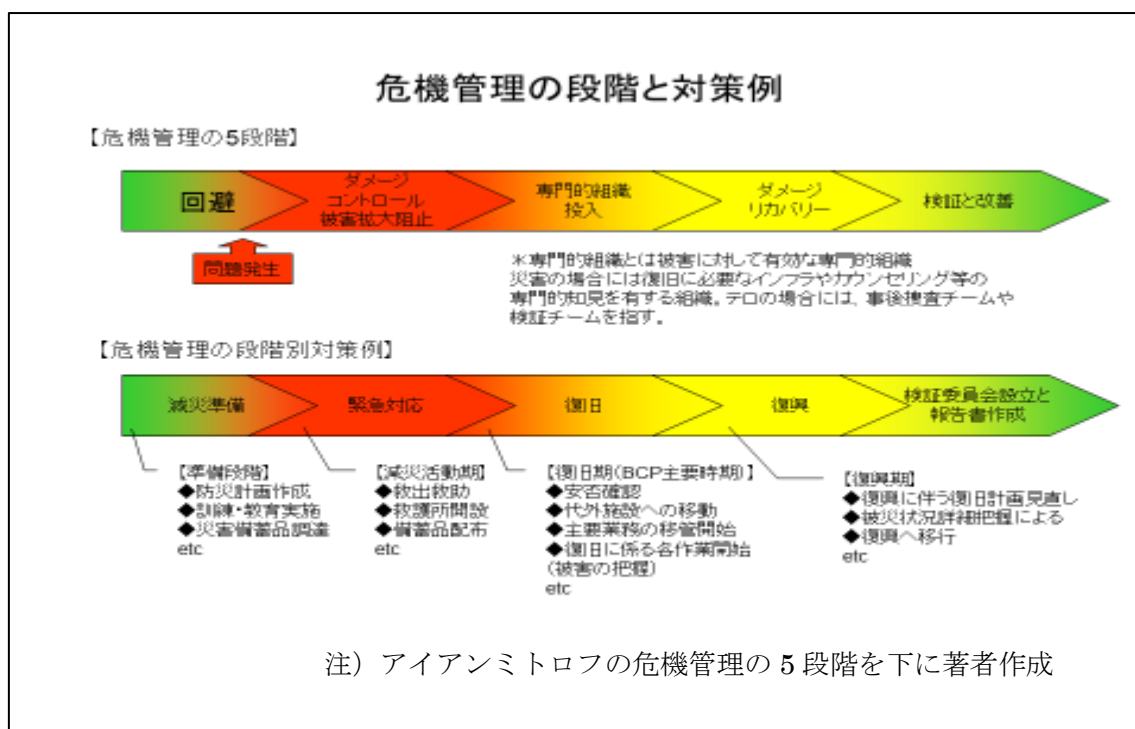 危機管理の段階と対策例
【危機管理の5段階】
回避
ダメージ
コントロール
被害拡大阻止
専門的組織
投入
ダメージ
リカバリー
検証と改善
問題発生
＊専門的組織とは被害に対して有効な専門的組織
災害の場合には復旧に必要なインフラやカウンセリング等の
専門的知見を有する組織。テロの場合には、事後捜査チームや
検証チームを指す。
【危機管理の段階別対策例】
減災準備
緊急対応
復旧
復興
検証委員会設立と
報告書作成
【準備段階】
◆防災計画作成
◆訓練・教育実施
◆災害備蓄品調達
etc
【減災活動期】
◆救出救助
◆救護所開設
◆備蓄品配布
etc
【復旧期(BCP主要時期)】
◆安否確認
◆代外施設への移動
◆主要業務の移管開始
◆復旧に係る各作業開始
(被害の把握)
etc
【復興期】
◆復興に伴う復旧計画見直し
◆被災状況詳細把握による
◆復興へ移行
etc
注）アイアンミトロフの危機管理の 5 段階を下に著者作成